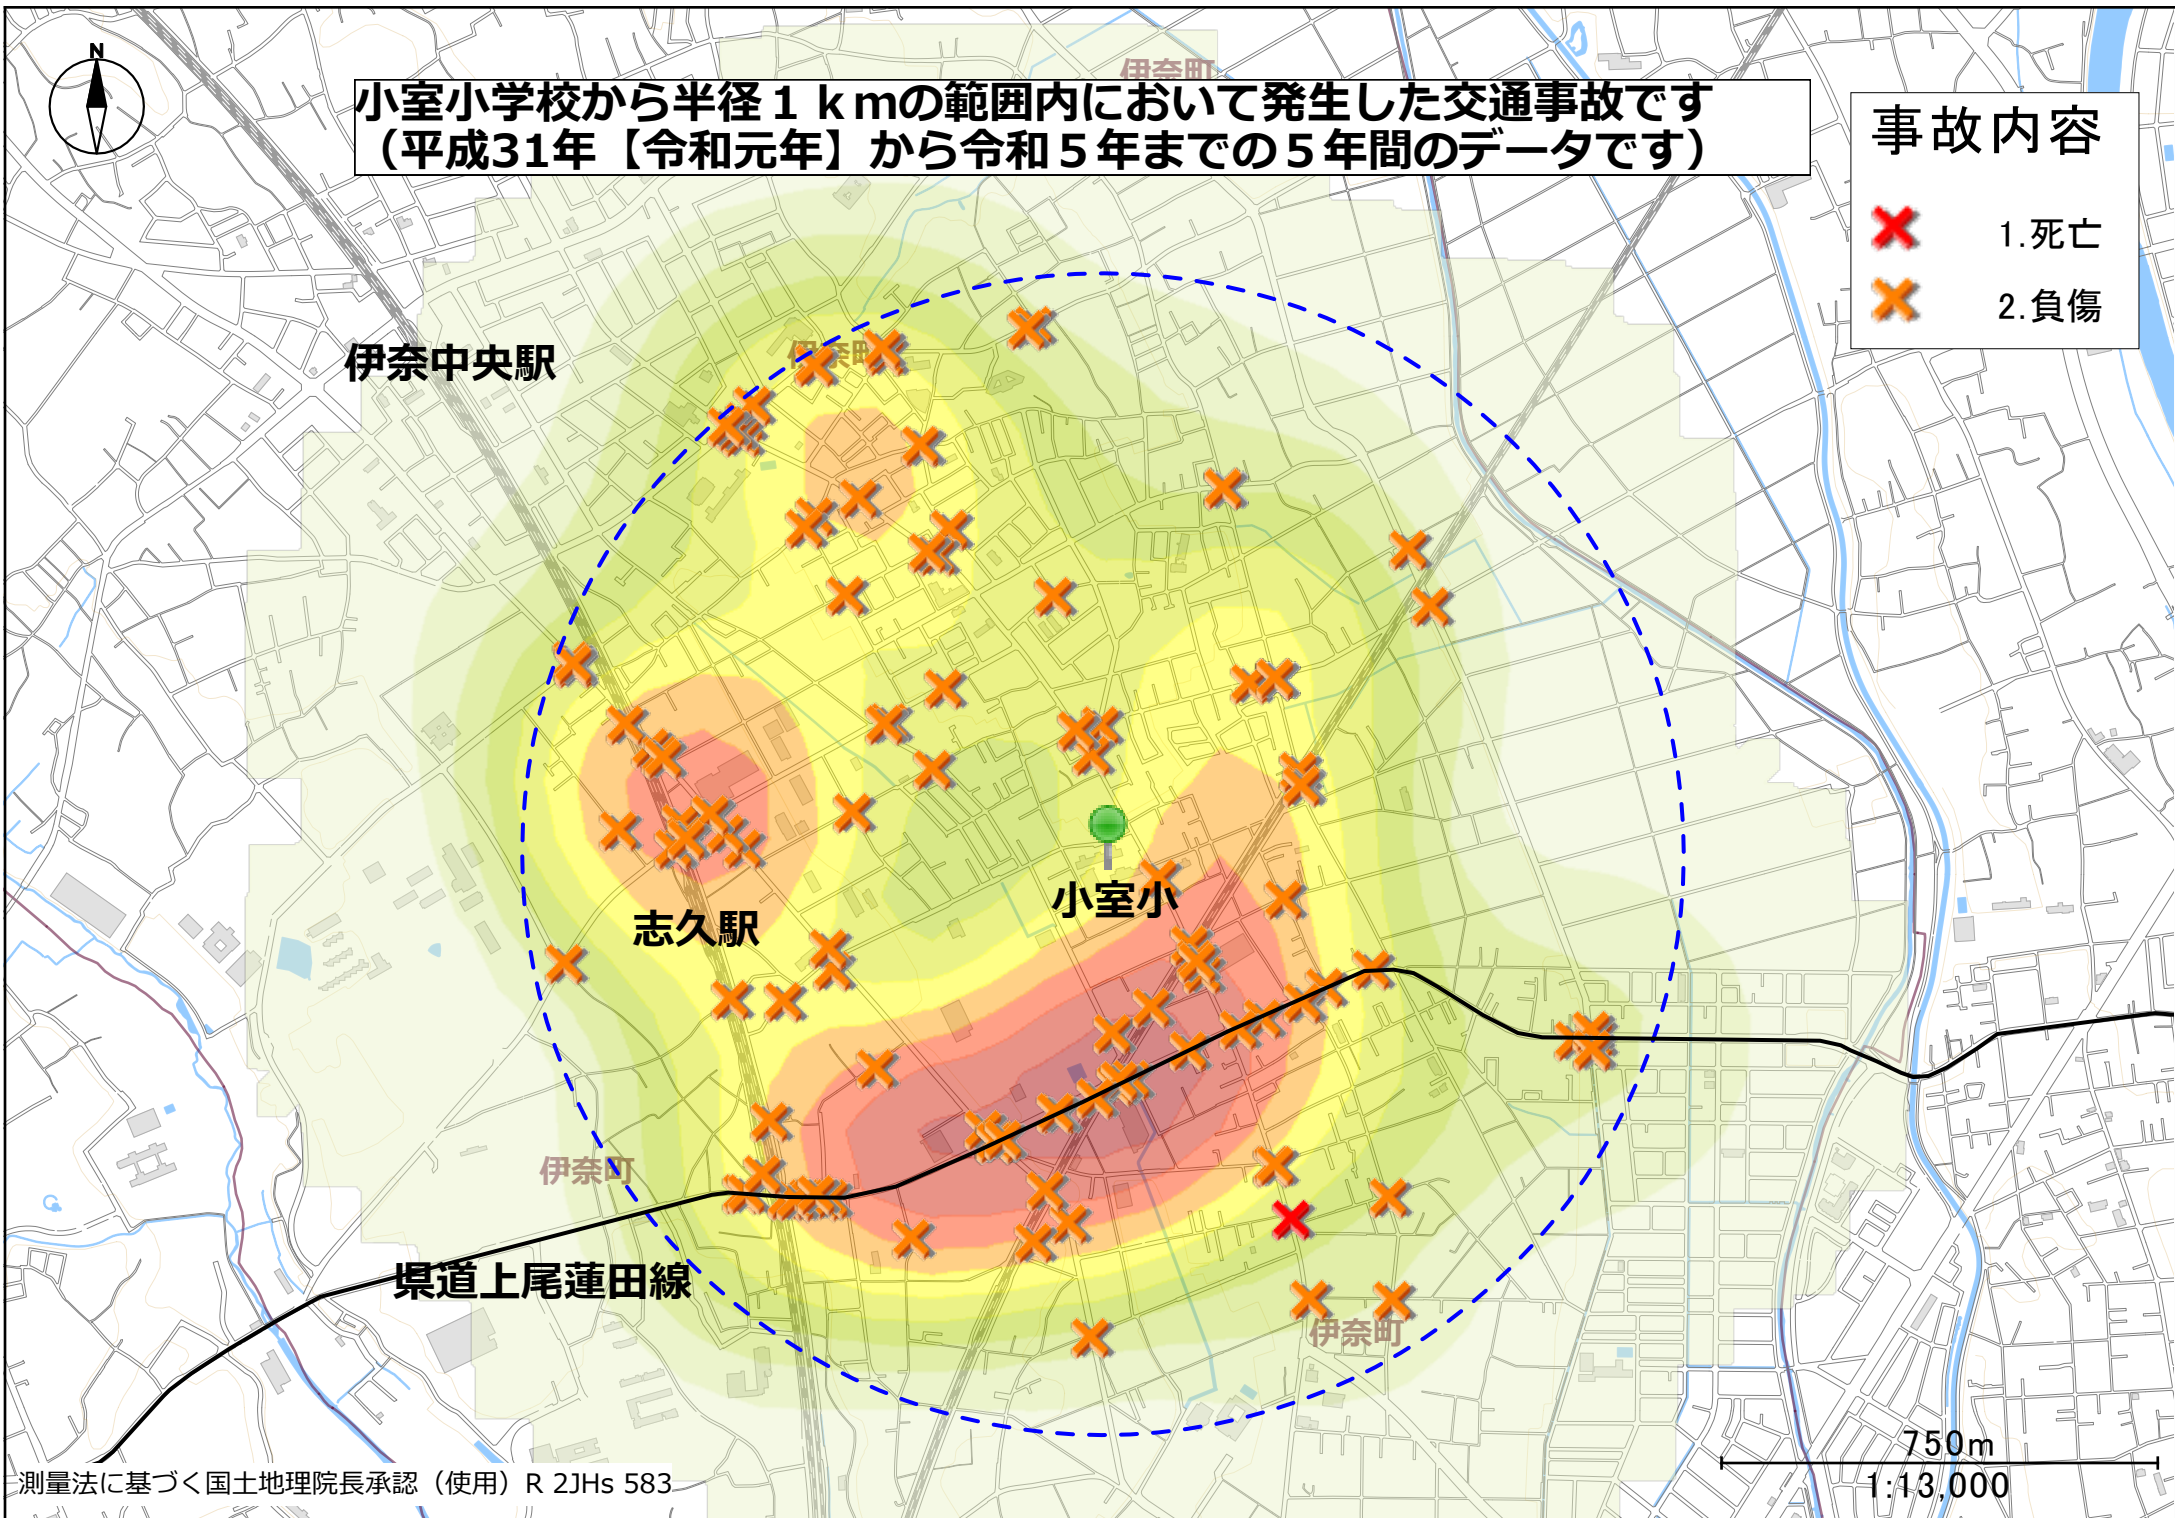 N
伊奈町
小室小学校から半径１ｋｍの範囲内において発生した交通事故です
（平成31年【令和元年】から令和５年までの５年間のデータです）
事故内容
1.死亡
2.負傷
伊奈中央駅
伊奈町
小室小
志久駅
伊奈町
県道上尾蓮田線
伊奈町
750m
1:13,000
測量法に基づく国土地理院長承認（使用）R 2JHs 583